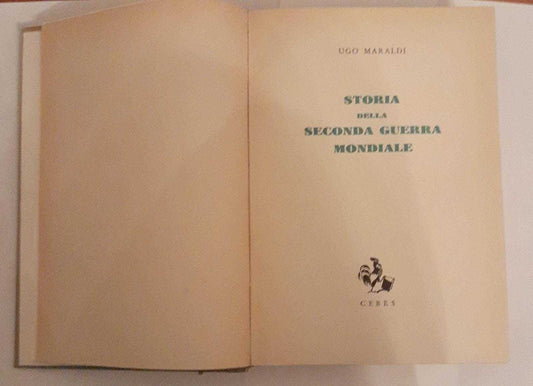 UGO MARALDI
STORIA
DELLA
SECONDA GUERRA
MONDIALE
CEBES